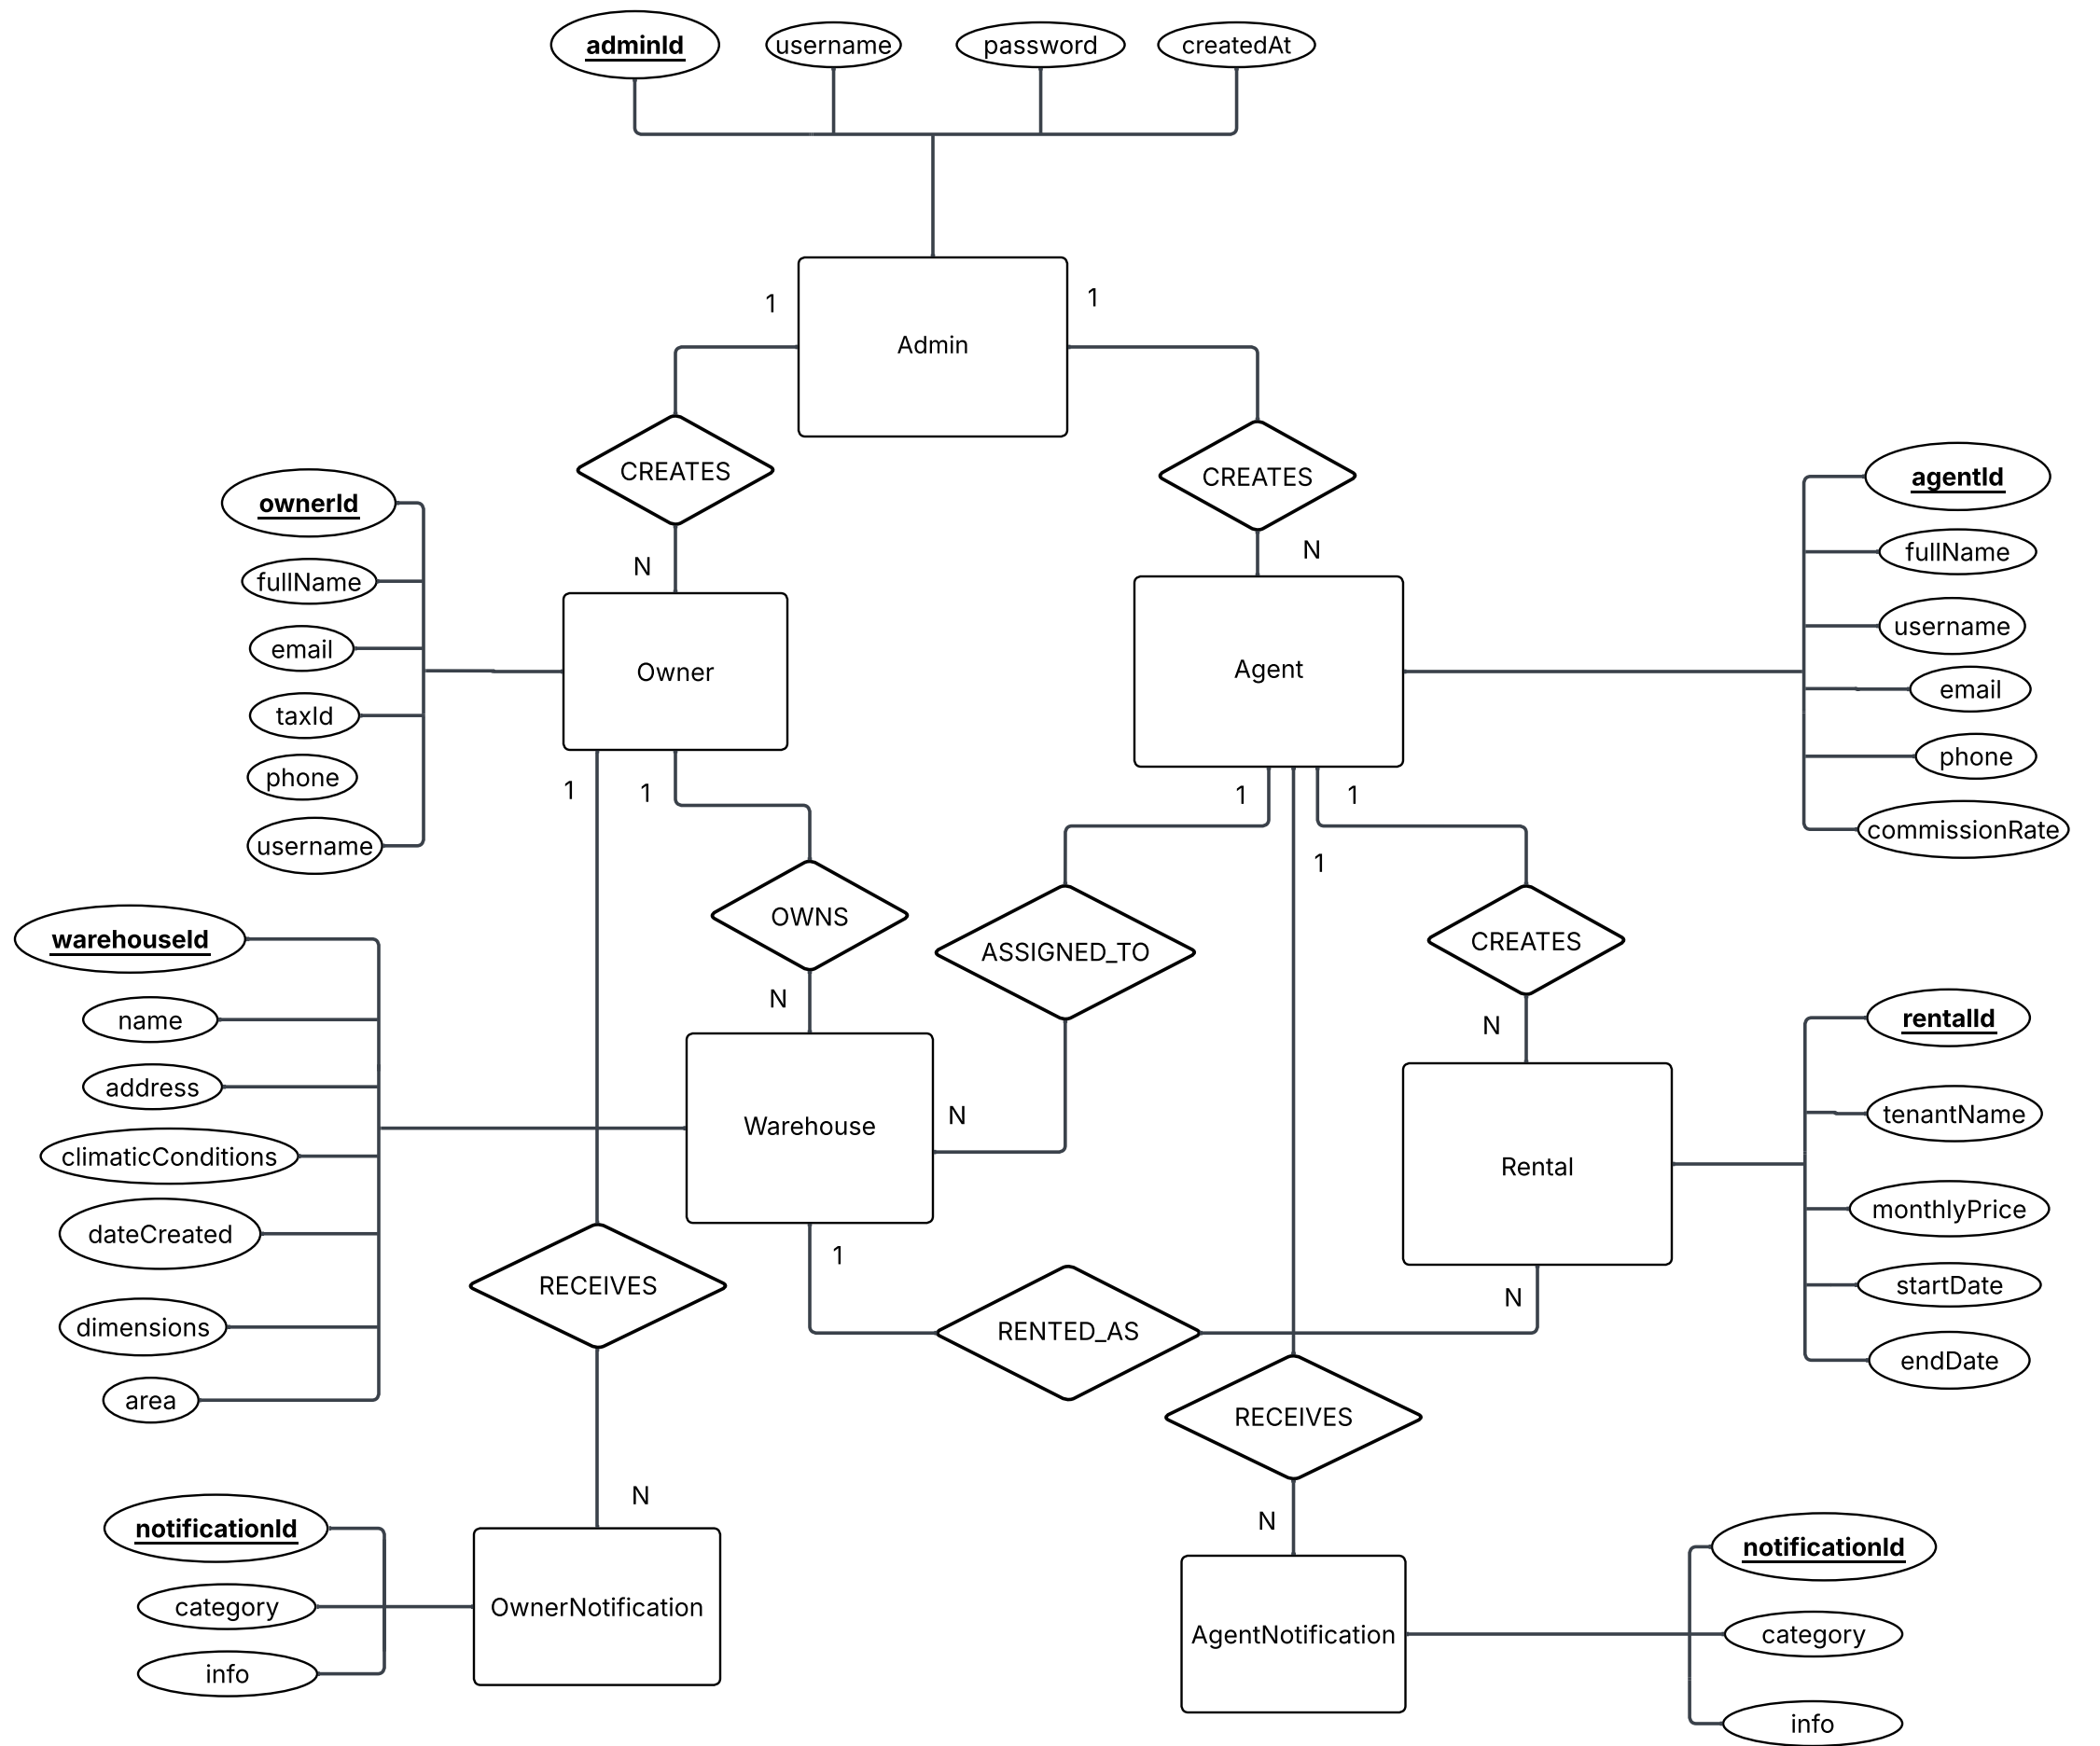 adminId
username
password
createdAt
1
1
Admin
CREATES
CREATES
N
N
ownerId
fullName
email
taxId
phone
username
Owner
Agent
agentId
fullName
username
email
phone
commissionRate
1
1
1
1
1
OWNS
ASSIGNED_TO
CREATES
N
N
N
warehouseId
name
address
climaticConditions
dateCreated
dimensions
area
Warehouse
Rental
rentalId
tenantName
monthlyPrice
startDate
endDate
1
N
RECEIVES
RENTED_AS
RECEIVES
N
N
notificationId
category
info
OwnerNotification
AgentNotification
notificationId
category
info